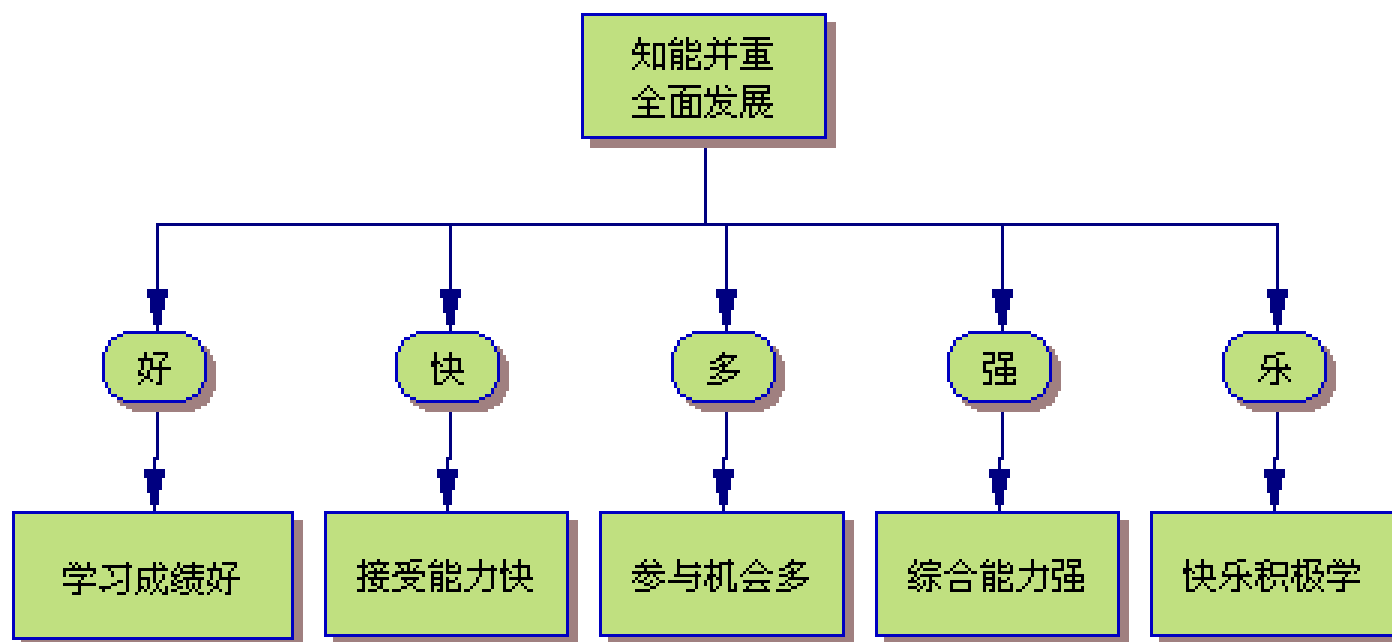 知能并重
全面发展
好
快
多
强
乐
学习成绩好
接受能力快
参与机会多
综合能力强
快乐积极学